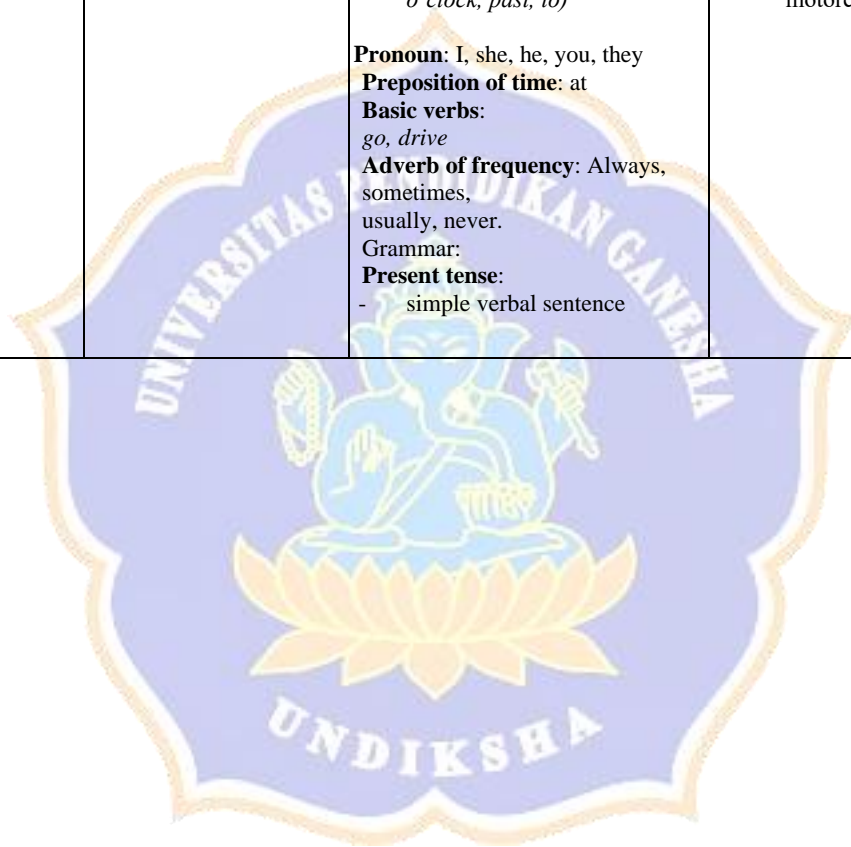 o'clock, past, to)
Pronoun: I, she, he, you, they
Preposition of time: at
Basic verbs:
go, drive
Adverb of frequency: Always,
sometimes,
usually, never.
Grammar:
Present tense:
- simple verbal sentence
UNIVERSITAS PENDIDIKAN GANESHA
UNDIKSHA